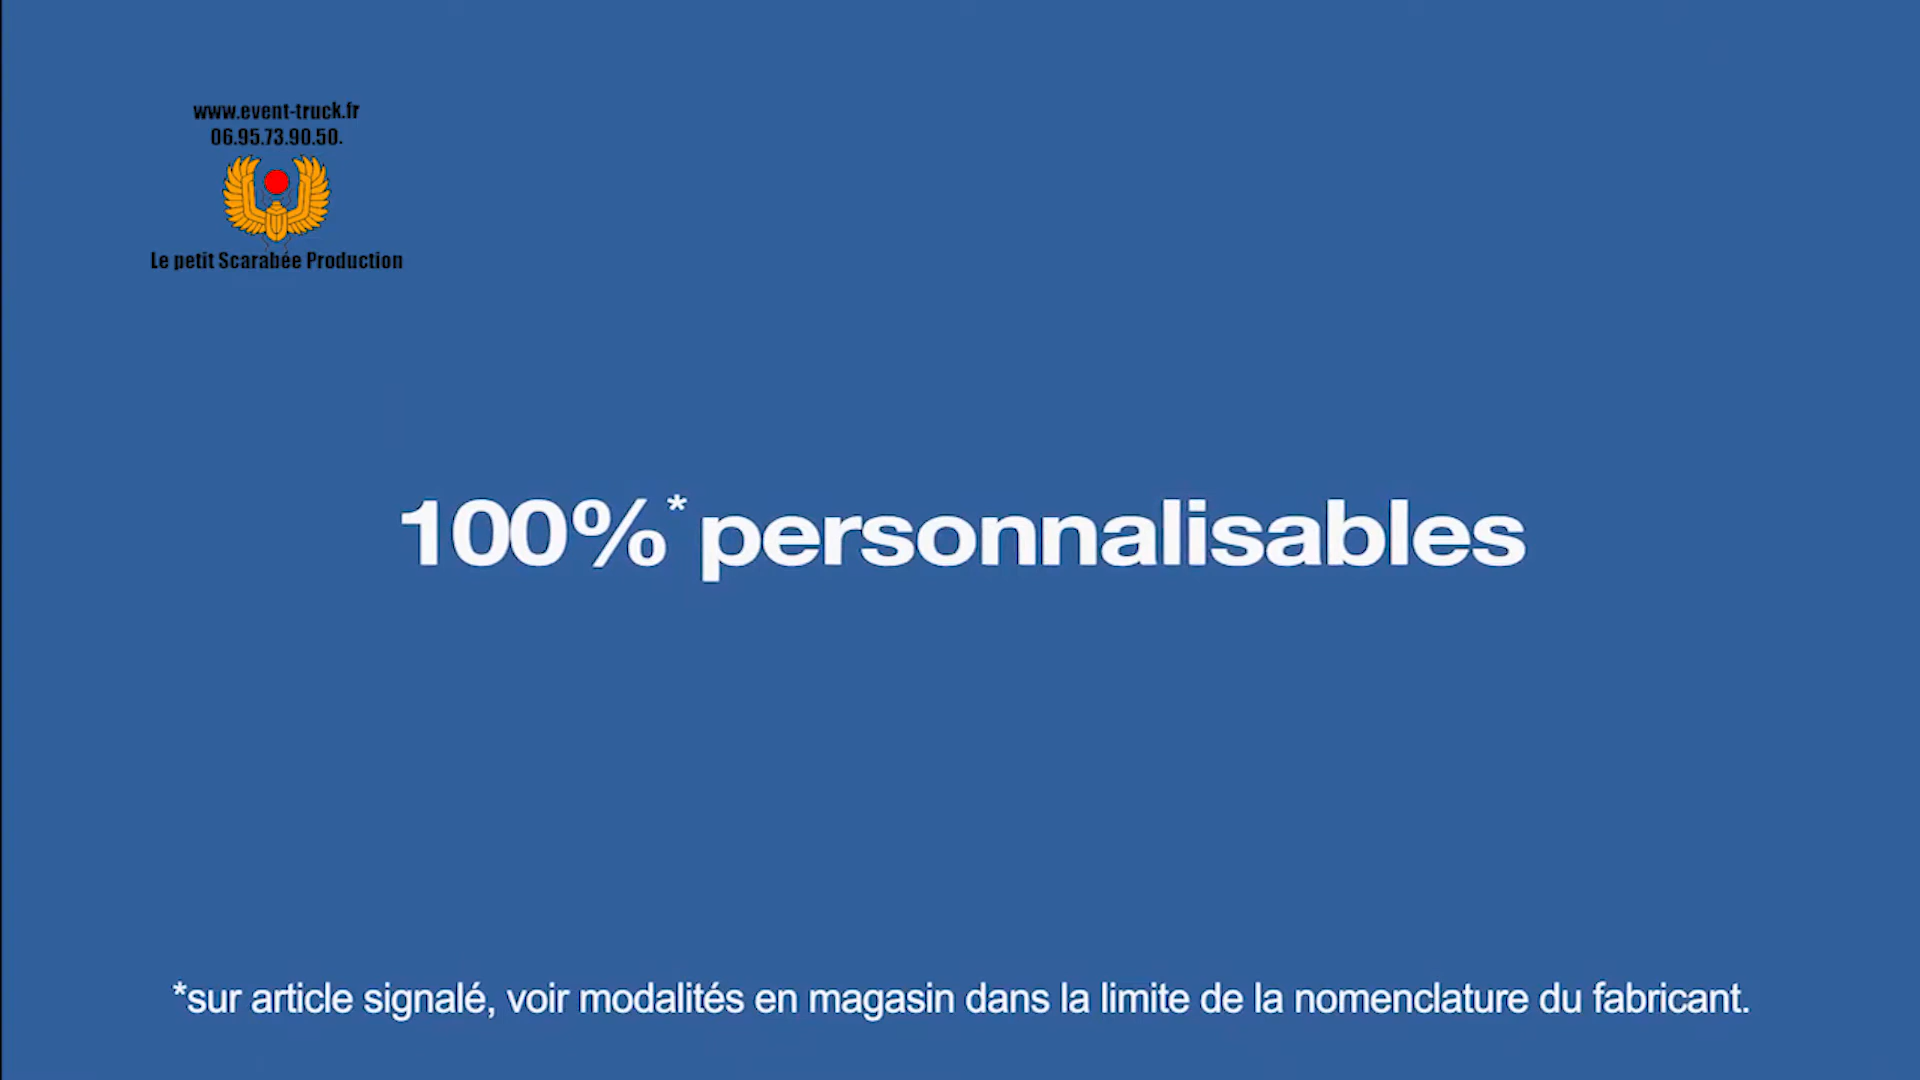 www.event-truck.fr
06.95.73.90.50.
Le petit Scarabée Production
100%* personnalisables
*sur article signalé, voir modalités en magasin dans la limite de la nomenclature du fabricant.